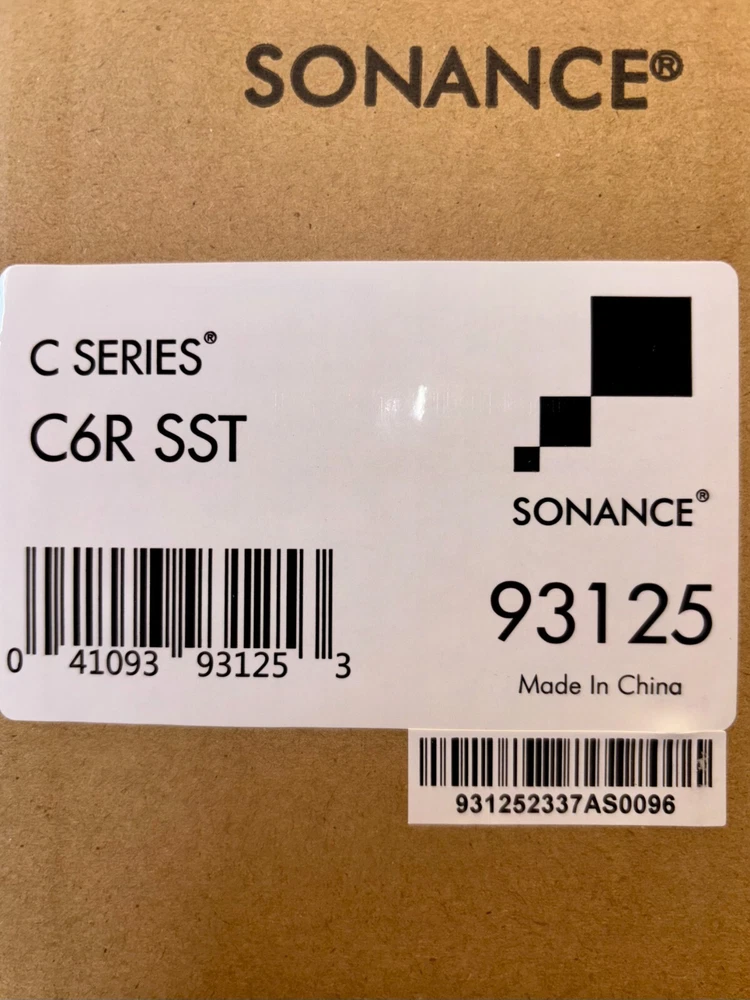 SONANCE®
C SERIES®
C6R SST
SONANCE®
0 41093 93125 3
93125
Made In China
931252337AS0096